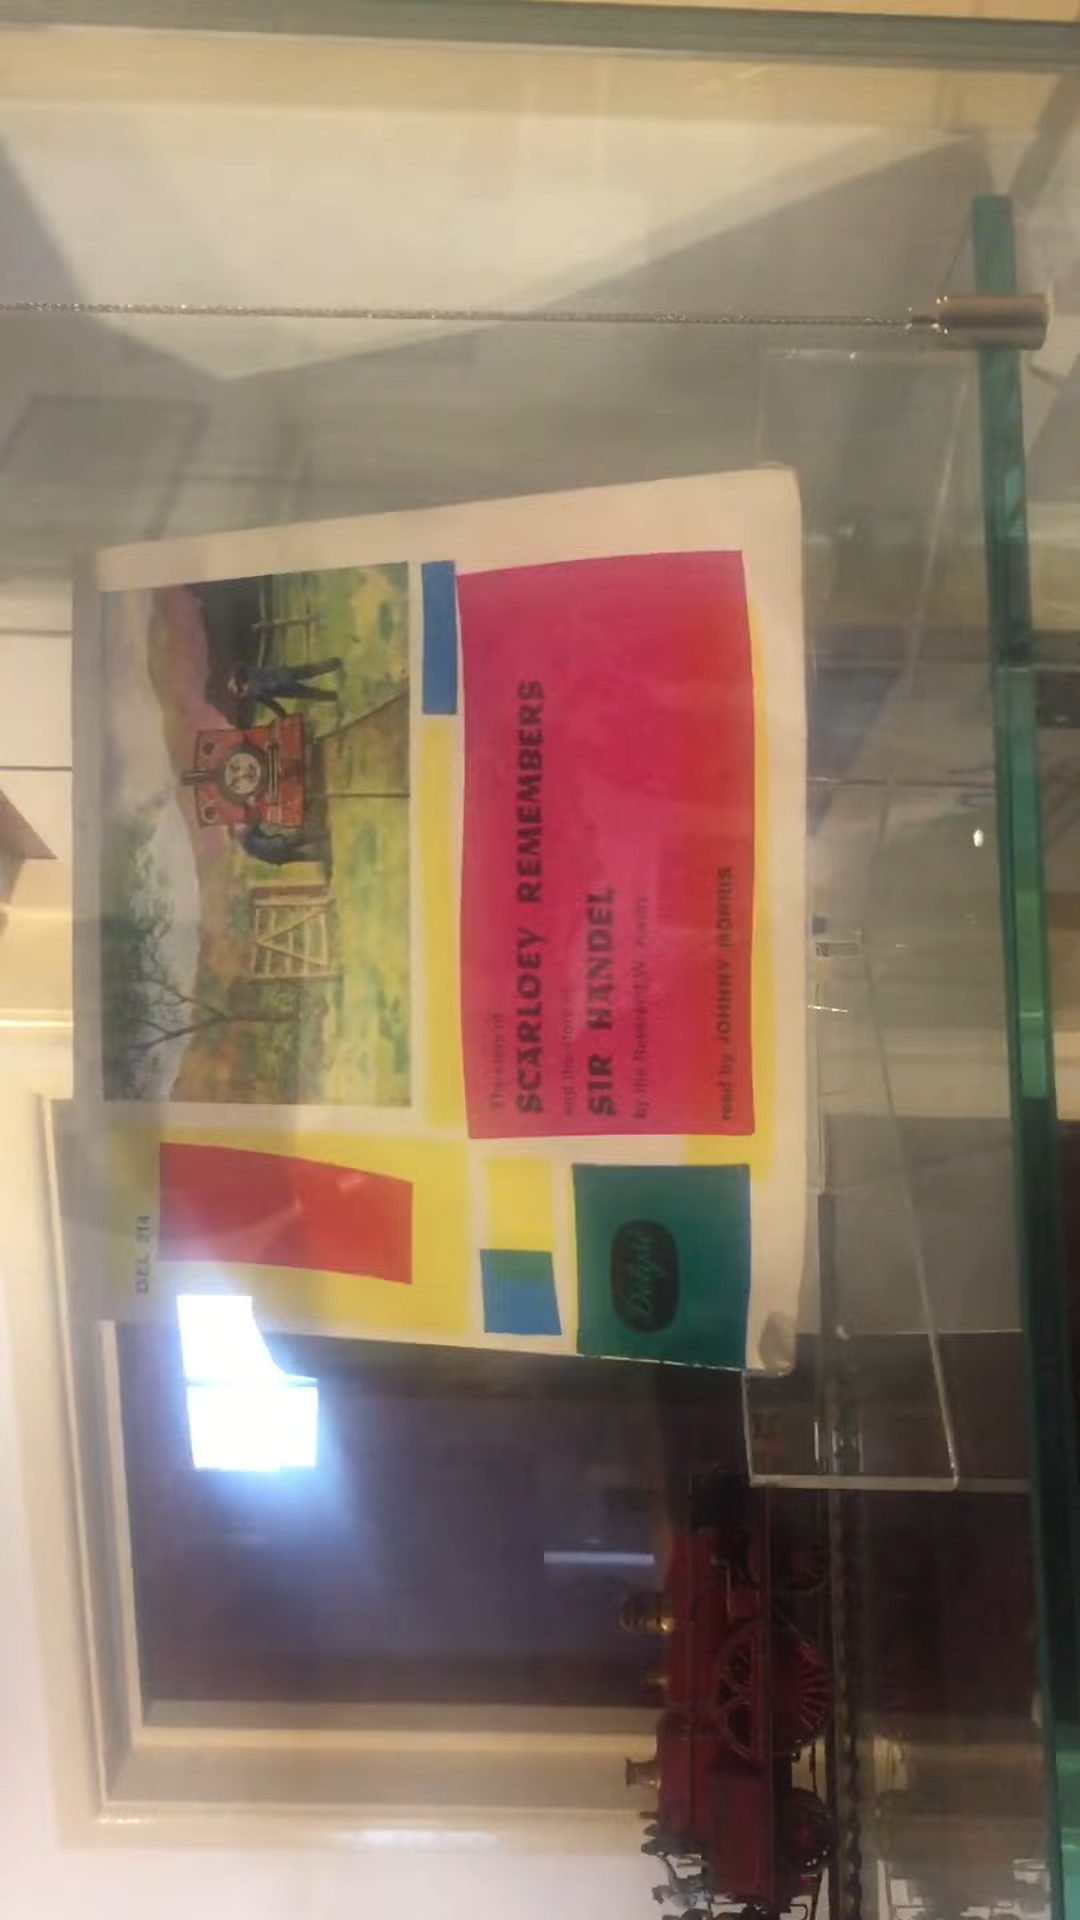 DEL 214
The story of
SCARLOEY REMEMBERS
and the story of
SIR HANDEL
by the Reverend W. Awdry
read by JOHNNY MORRIS
Delysé